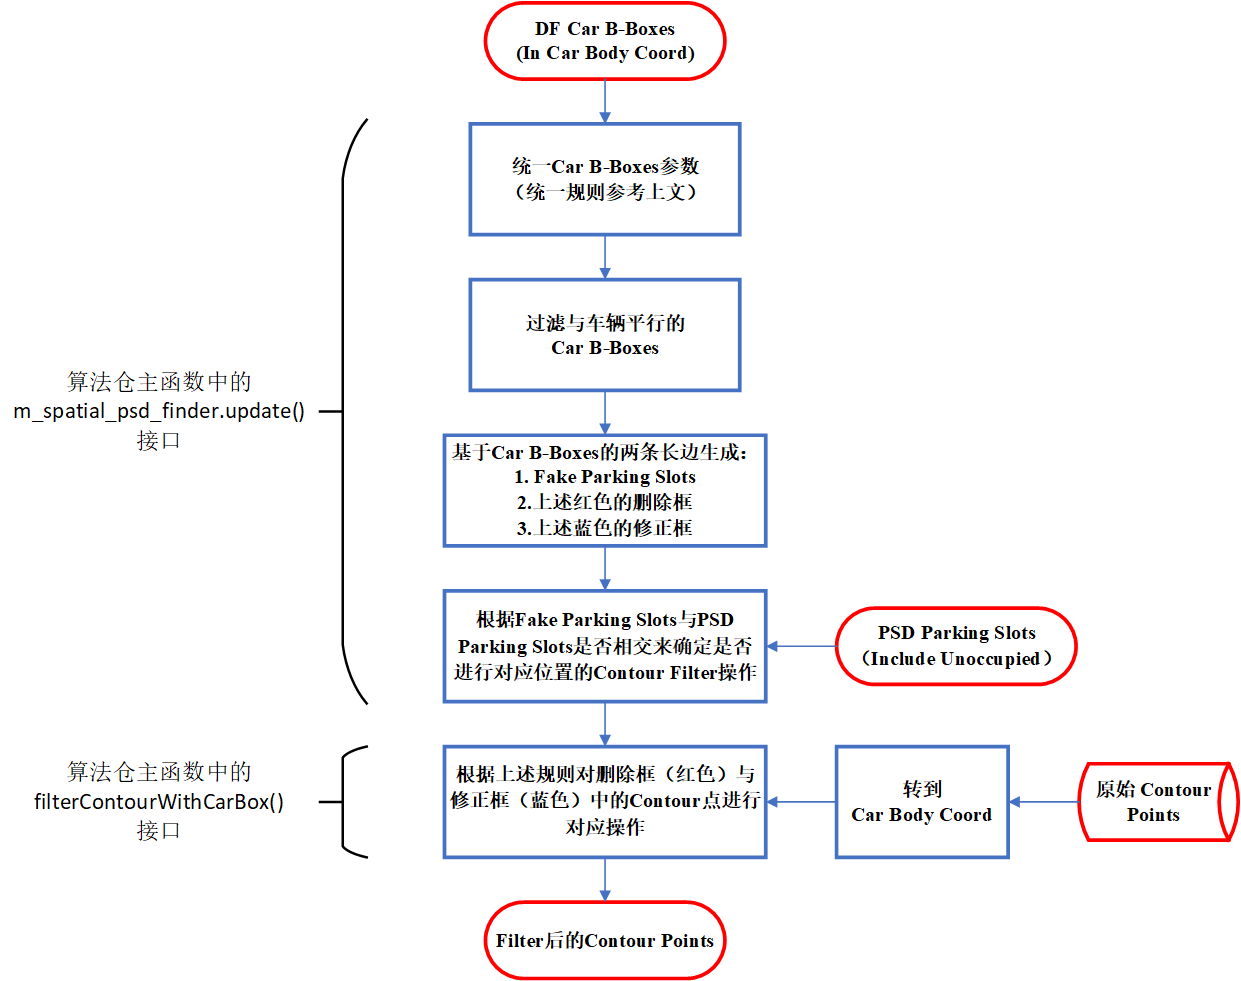 DF Car B-Boxes
(In Car Body Coord)
统一Car B-Boxes参数
（统一规则参考上文）
过滤与车辆平行的
Car B-Boxes
算法仓主函数中的
m_spatial_psd_finder.update()
接口
基于Car B-Boxes的两条长边生成：
1. Fake Parking Slots
2.上述红色的删除框
3.上述蓝色的修正框
根据Fake Parking Slots与PSD
Parking Slots是否相交来确定是否
进行对应位置的Contour Filter操作
PSD Parking Slots
（Include Unoccupied）
算法仓主函数中的
filterContourWithCarBox()
接口
根据上述规则对删除框（红色）与
修正框（蓝色）中的Contour点进行
对应操作
转到
Car Body Coord
原始 Contour
Points
Filter后的Contour Points